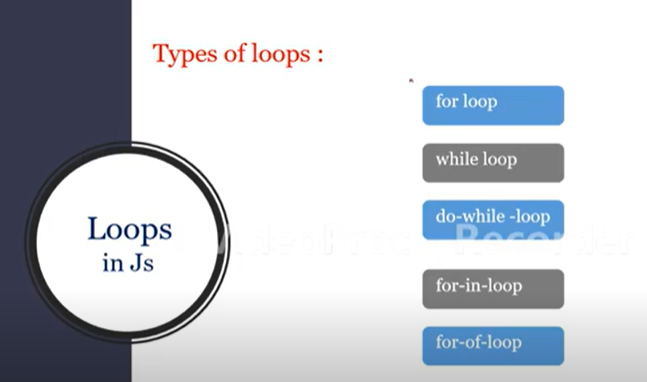 Types of loops :
for loop
while loop
do-while -loop
for-in-loop
for-of-loop
Loops
in Js
Recorder